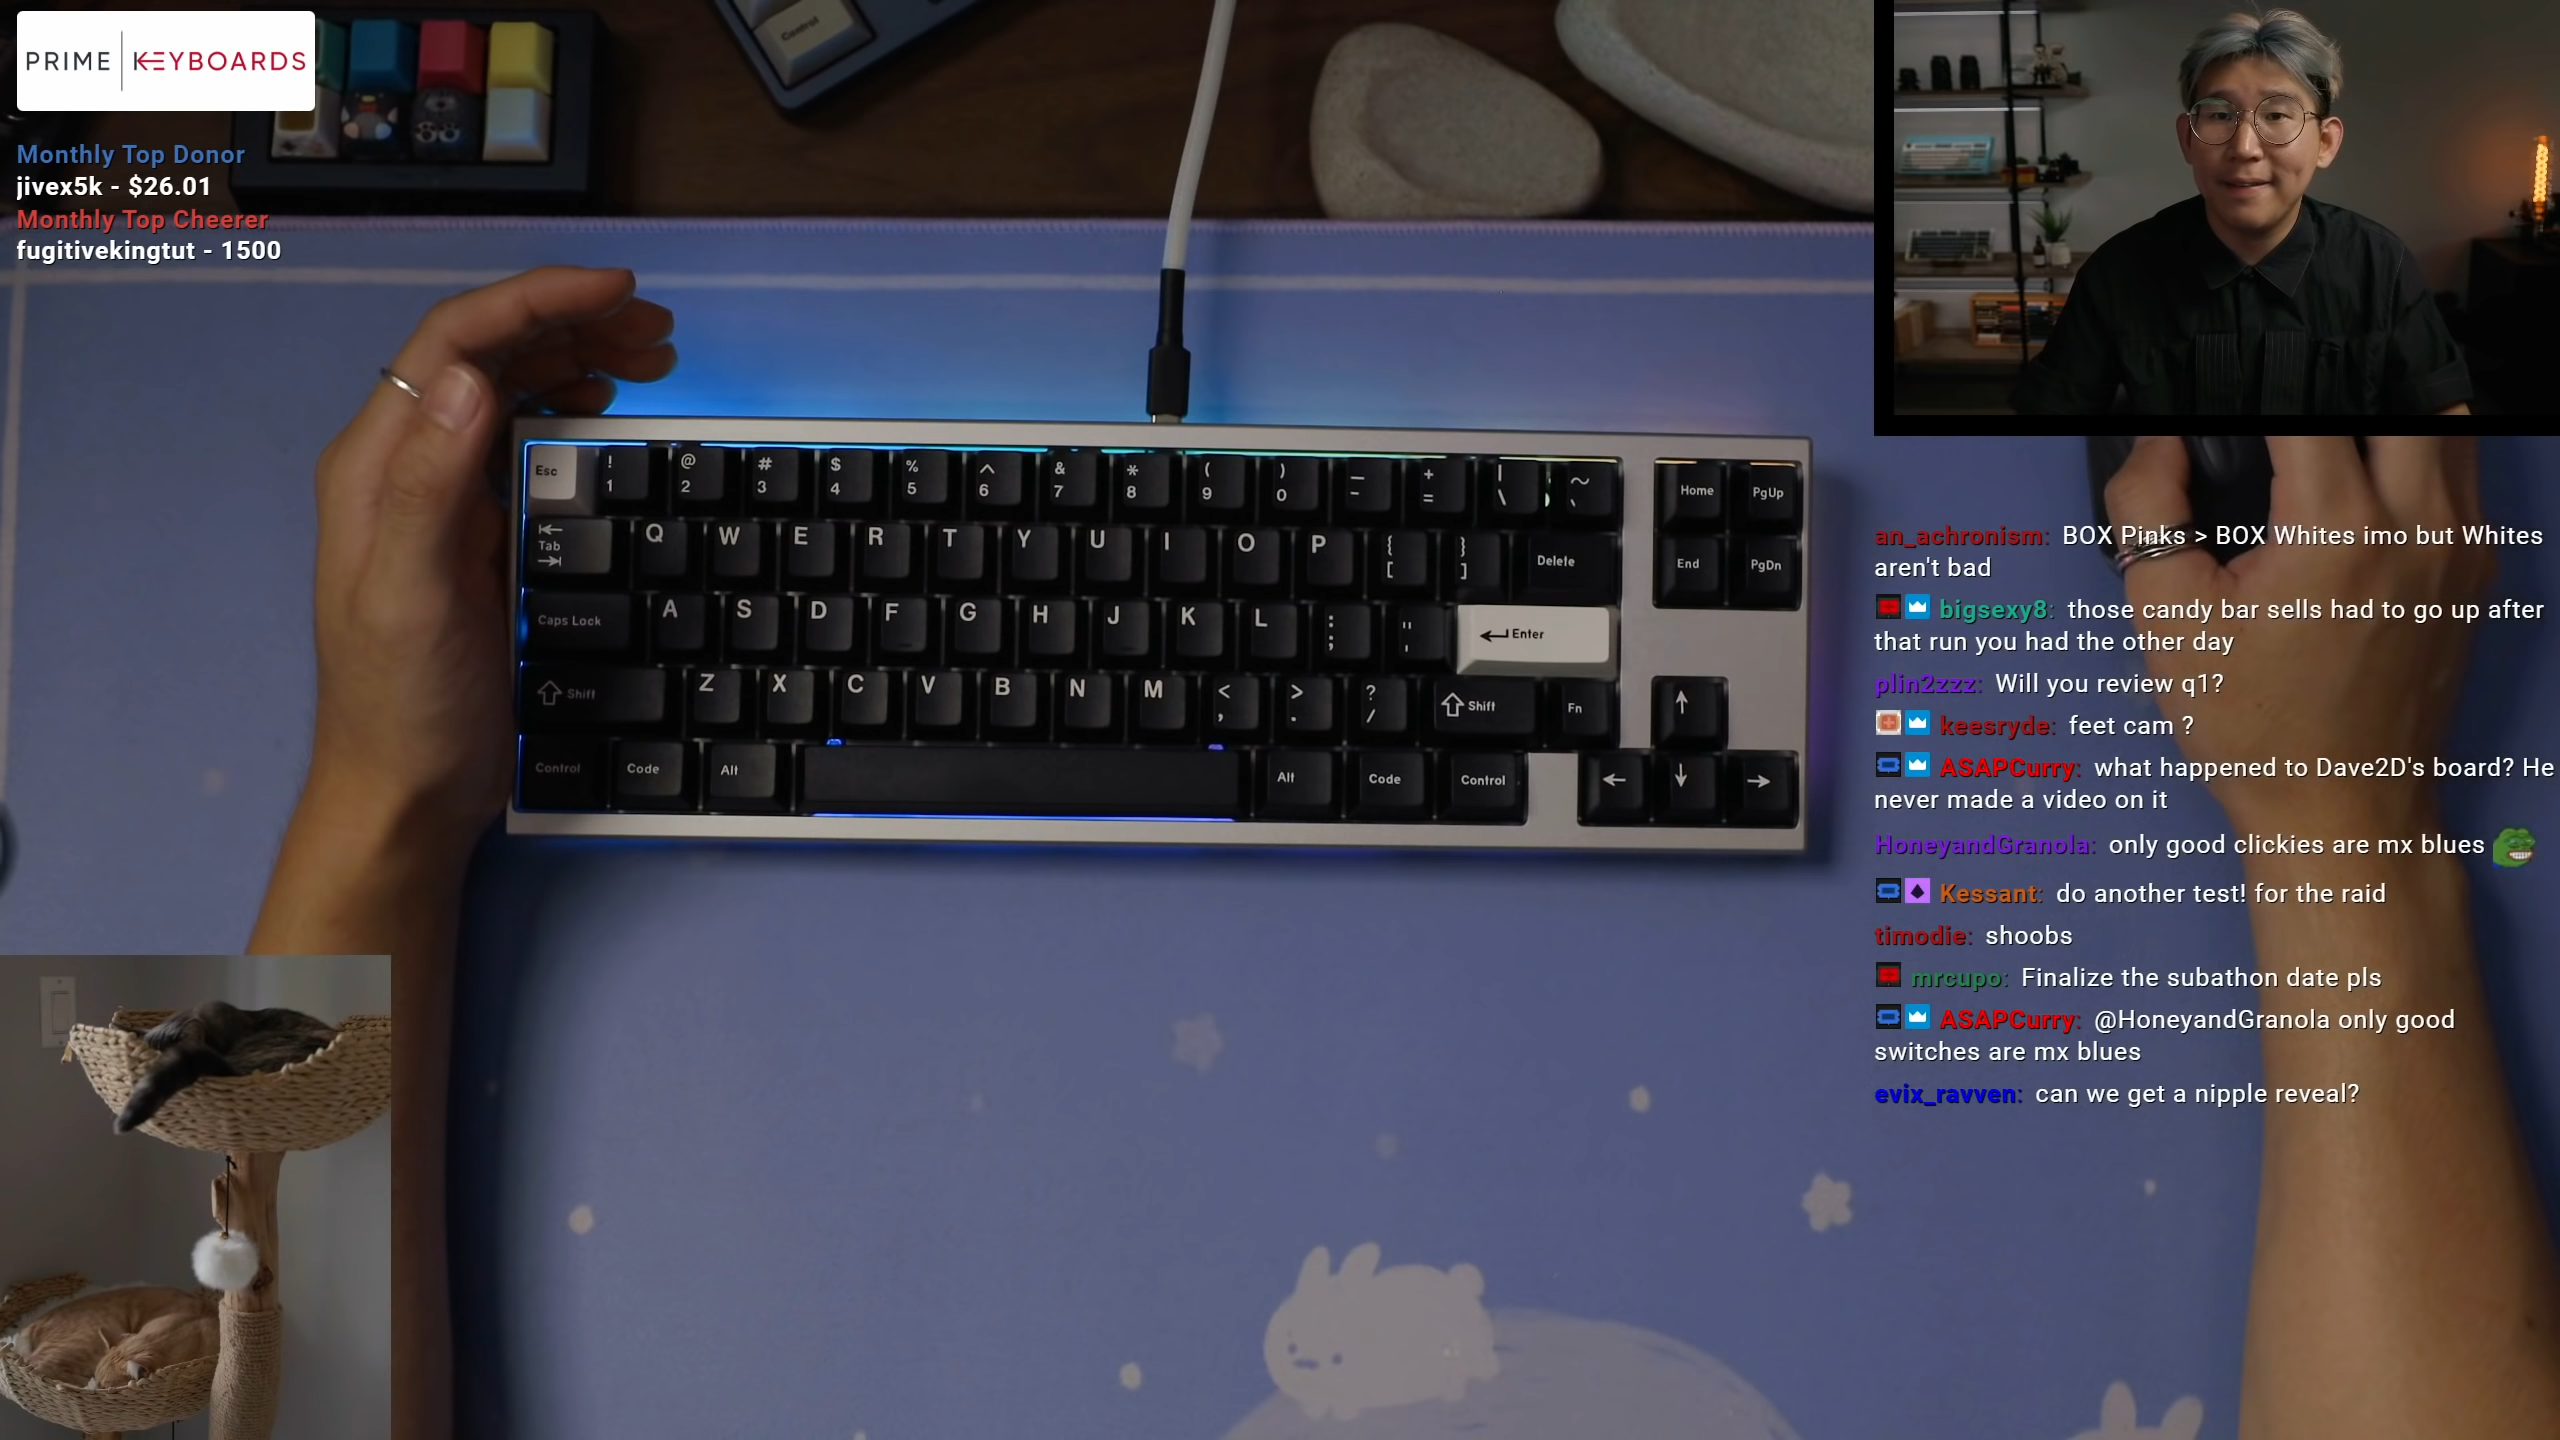 Control
PRIME | KEYBOARDS
Monthly Top Donor
jivex5k - $26.01
Monthly Top Cheerer
fugitivekingtut - 1500
Esc ! 1 @ 2 # 3 $ 4 % 5 ^ 6 & 7 * 8 ( 9 ) 0 — - + = | \ ~ ` Home PgUp
Tab Q W E R T Y U I O P { [ } ] Delete End PgDn
Caps Lock A S D F G H J K L : ; " ' Enter
Shift Z X C V B N M < , > . ? / Shift Fn ↑
Control Code Alt Alt Code Control ← ↓ →
an_achronism: BOX Pinks > BOX Whites imo but Whites
aren't bad
bigsexy8: those candy bar sells had to go up after
that run you had the other day
plin2zzz: Will you review q1?
keesryde: feet cam ?
ASAPCurry: what happened to Dave2D's board? He
never made a video on it
HoneyandGranola: only good clickies are mx blues
Kessant: do another test! for the raid
timodie: shoobs
mrcupo: Finalize the subathon date pls
ASAPCurry: @HoneyandGranola only good
switches are mx blues
evix_ravven: can we get a nipple reveal?